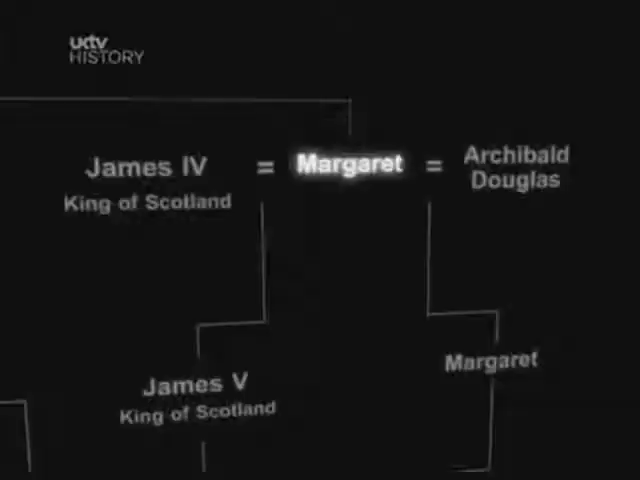 uktv
HISTORY
James IV = Margaret = Archibald Douglas
King of Scotland
James V
King of Scotland
Margaret